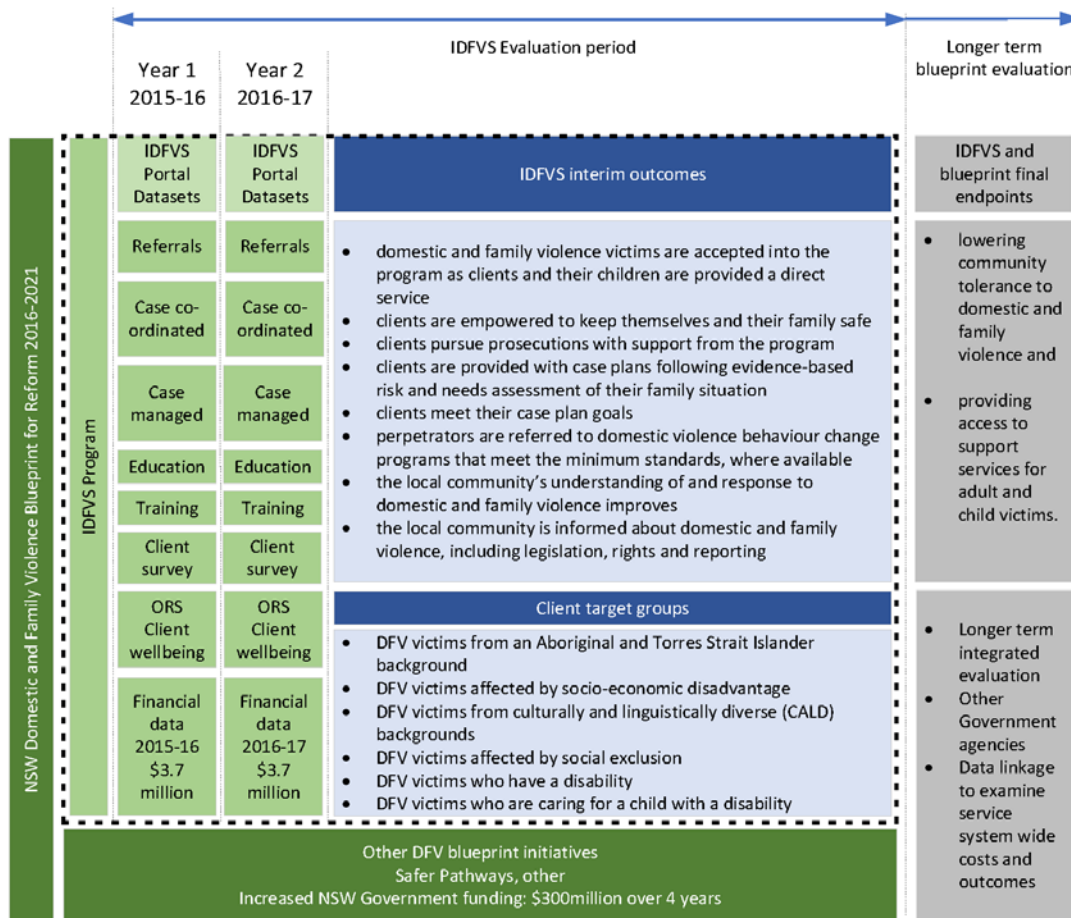 IDFVS Evaluation period
Longer term
blueprint evaluation
Year 1
2015-16
Year 2
2016-17
NSW Domestic and Family Violence Blueprint for Reform 2016-2021
IDFVS Program
IDFVS
Portal
Datasets
IDFVS
Portal
Datasets
IDFVS interim outcomes
IDFVS and
blueprint final
endpoints
Referrals
Referrals
Case co-
ordinated
Case co-
ordinated
Case
managed
Case
managed
Education
Education
Training
Training
Client
survey
Client
survey
ORS
Client
wellbeing
ORS
Client
wellbeing
Financial
data
2015-16
$3.7
million
Financial
data
2016-17
$3.7
million
• domestic and family violence victims are accepted into the
program as clients and their children are provided a direct
service
• clients are empowered to keep themselves and their family safe
• clients pursue prosecutions with support from the program
• clients are provided with case plans following evidence-based
risk and needs assessment of their family situation
• clients meet their case plan goals
• perpetrators are referred to domestic violence behaviour change
programs that meet the minimum standards, where available
• the local community's understanding of and response to
domestic and family violence improves
• the local community is informed about domestic and family
violence, including legislation, rights and reporting
Client target groups
• DFV victims from an Aboriginal and Torres Strait Islander
background
• DFV victims affected by socio-economic disadvantage
• DFV victims from culturally and linguistically diverse (CALD)
backgrounds
• DFV victims affected by social exclusion
• DFV victims who have a disability
• DFV victims who are caring for a child with a disability
• lowering
community
tolerance to
domestic and
family
violence and
• providing
access to
support
services for
adult and
child victims.
• Longer term
integrated
evaluation
• Other
Government
agencies
• Data linkage
to examine
service
system wide
costs and
outcomes
Other DFV blueprint initiatives
Safer Pathways, other
Increased NSW Government funding: $300million over 4 years